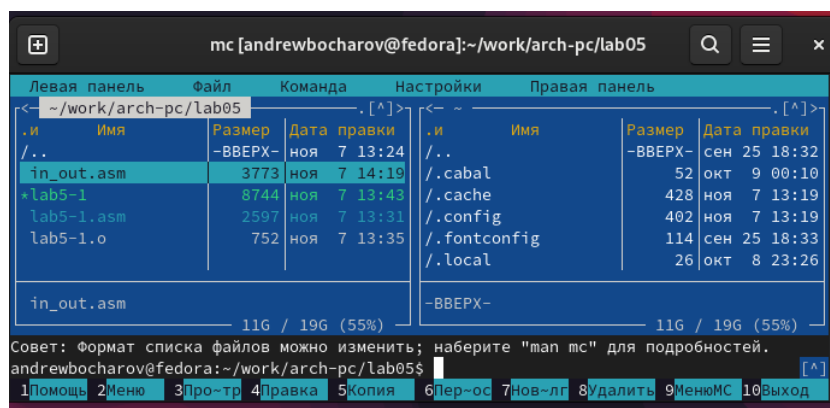 mc [andrewbocharov@fedora]:~/work/arch-pc/lab05
Левая панель Файл Команда Настройки Правая панель
<— ~/work/arch-pc/lab05 —.[^]>
.и Имя Размер Дата правки
/.. -ВВЕРХ- ноя 7 13:24
in_out.asm 3773 ноя 7 14:19
*lab5-1 8744 ноя 7 13:43
lab5-1.asm 2597 ноя 7 13:31
lab5-1.o 752 ноя 7 13:35
in_out.asm
11G / 19G (55%)
<— ~ —.[^]>
.и Имя Размер Дата правки
/.. -ВВЕРХ- сен 25 18:32
/.cabal 52 окт 9 00:10
/.cache 428 ноя 7 13:19
/.config 402 ноя 7 13:19
/.fontconfig 114 сен 25 18:33
/.local 26 окт 8 23:26
-ВВЕРХ-
11G / 19G (55%)
Совет: Формат списка файлов можно изменить; наберите "man mc" для подробностей.
andrewbocharov@fedora:~/work/arch-pc/lab05$ [^]
1Помощь 2Меню 3Про~тр 4Правка 5Копия 6Пер~ос 7Нов~лг 8Удалить 9МенюMC 10Выход